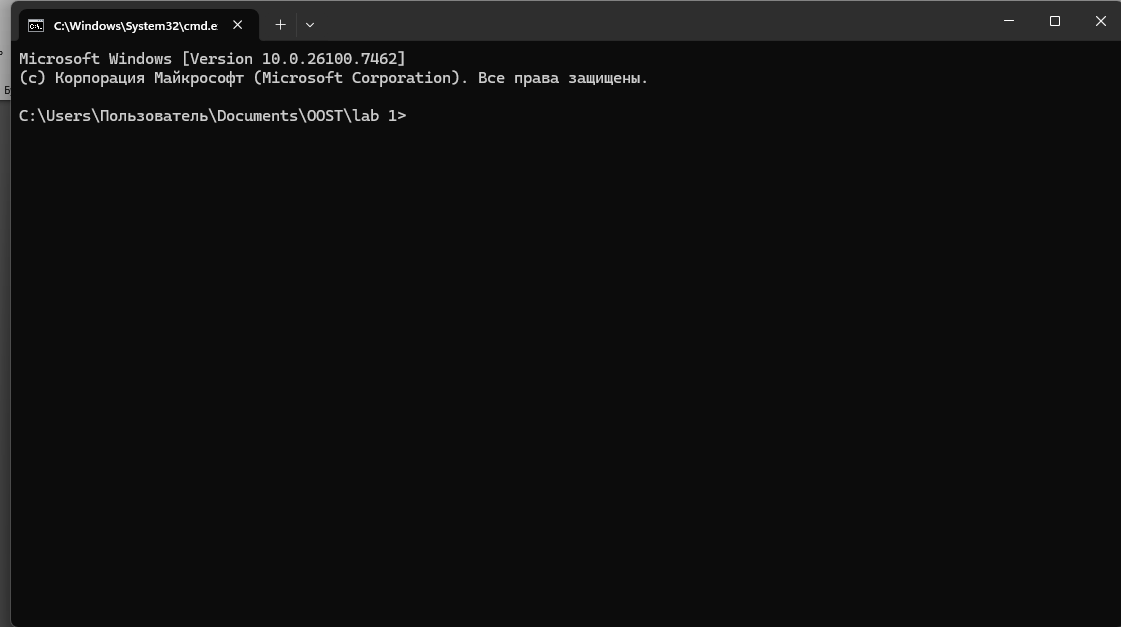 C:\Windows\System32\cmd.e
Microsoft Windows [Version 10.0.26100.7462]
(c) Корпорация Майкрософт (Microsoft Corporation). Все права защищены.
C:\Users\Пользователь\Documents\OOST\lab 1>